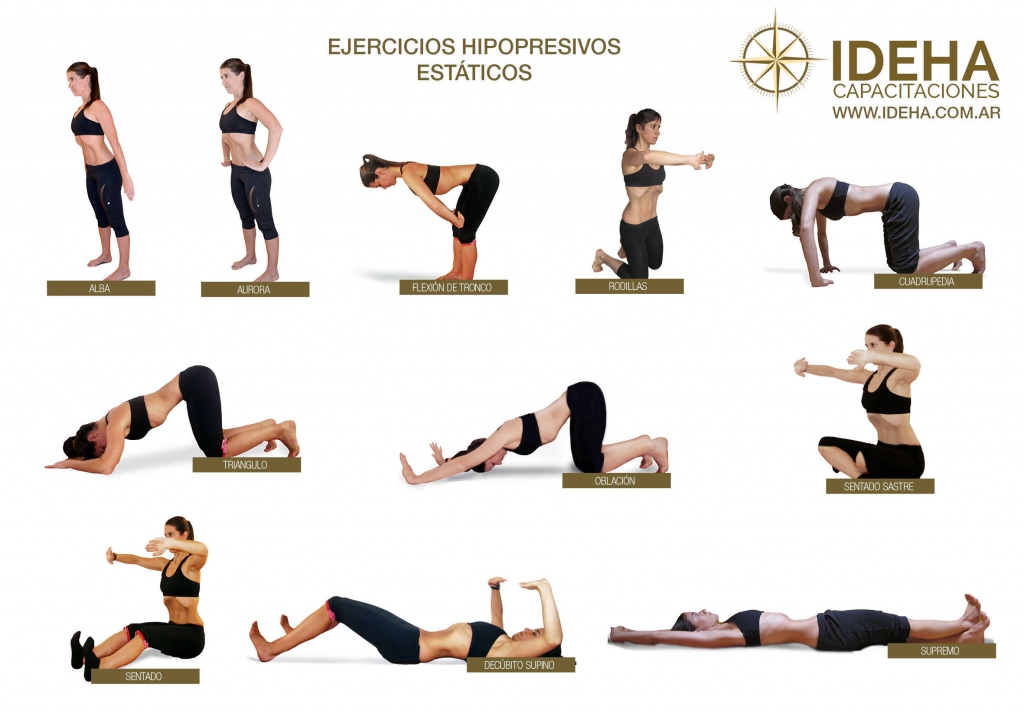 EJERCICIOS HIPOPRESIVOS
ESTÁTICOS
IDEHA
CAPACITACIONES
WWW.IDEHA.COM.AR
ALBA
AURORA
FLEXIÓN DE TRONCO
RODILLAS
CUADRUPEDIA
TRIANGULO
OBLACIÓN
SENTADO SASTRE
SENTADO
DECÚBITO SUPINO
SUPREMO